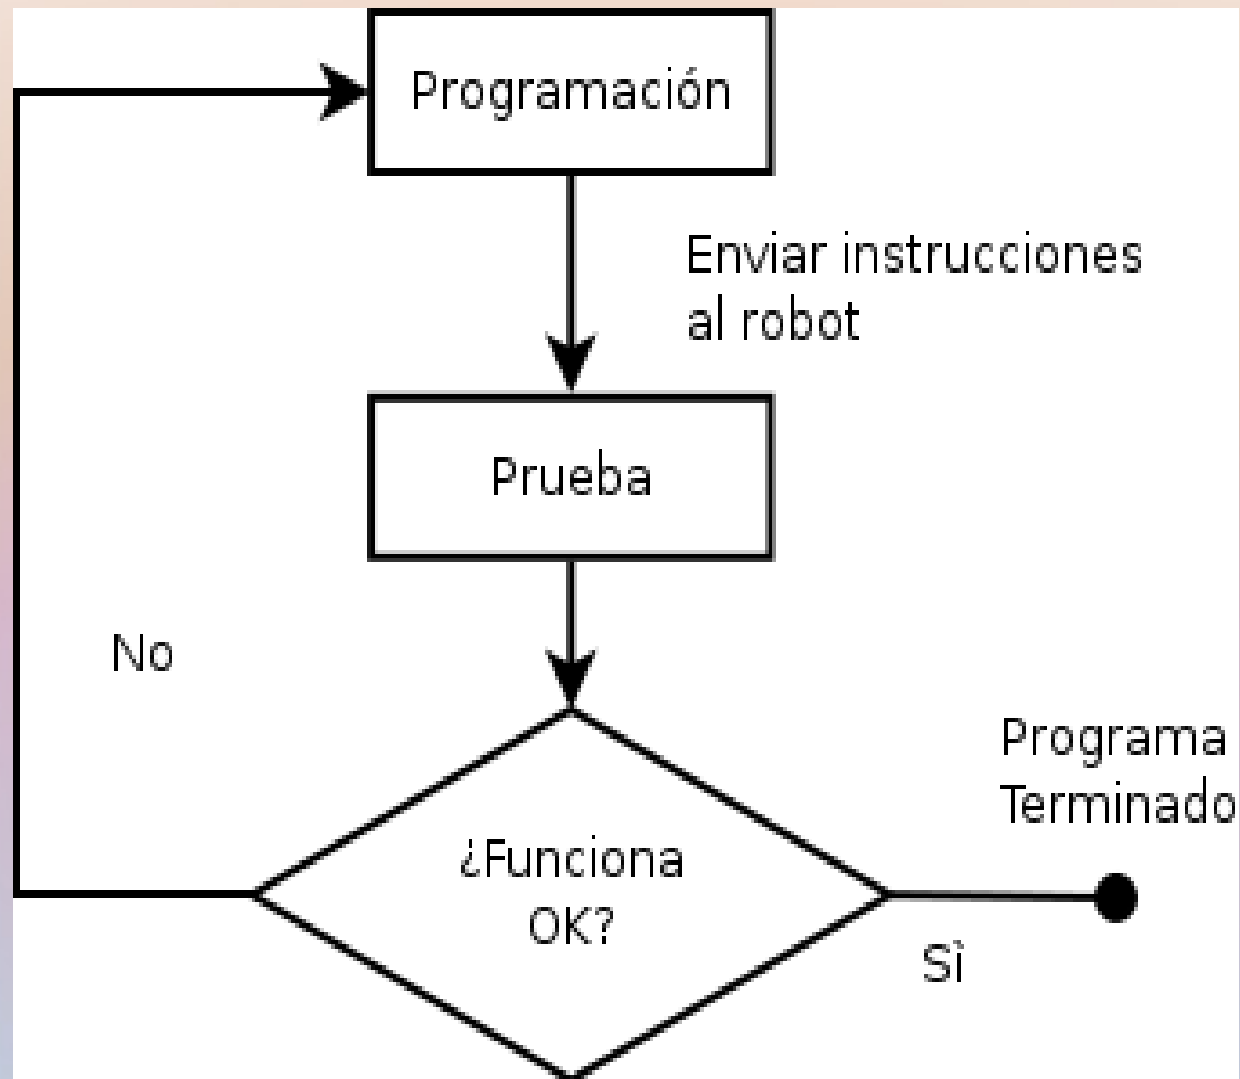 Programación
Enviar instrucciones
al robot
Prueba
No
Programa
Terminado
¿Funciona
OK?
Sì